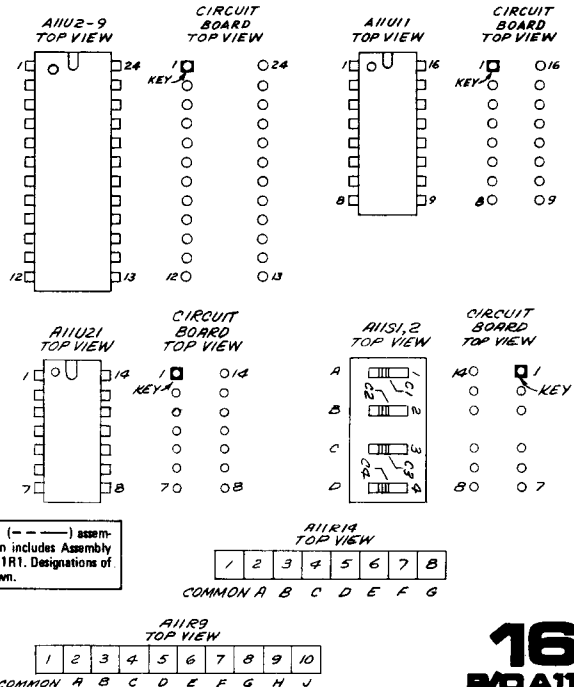 A11U2-9
TOP VIEW
CIRCUIT
BOARD
TOP VIEW
1
24
KEY
1
24
12
13
12
13
A11U11
TOP VIEW
CIRCUIT
BOARD
TOP VIEW
1
16
KEY
1
16
8
9
8
9
A11U21
TOP VIEW
CIRCUIT
BOARD
TOP VIEW
1
14
KEY
1
14
7
8
7
8
A11S1,2
TOP VIEW
CIRCUIT
BOARD
TOP VIEW
A
1
C1
C2
B
2
C
3
C3
C4
D
4
14
1
KEY
8
7
(— — ——) assem-
n includes Assembly
1R1. Designations of
wn.
A11R14
TOP VIEW
1 2 3 4 5 6 7 8
COMMON A B C D E F G
A11R9
TOP VIEW
1 2 3 4 5 6 7 8 9 10
COMMON A B C D E F G H J
16
P/O A11